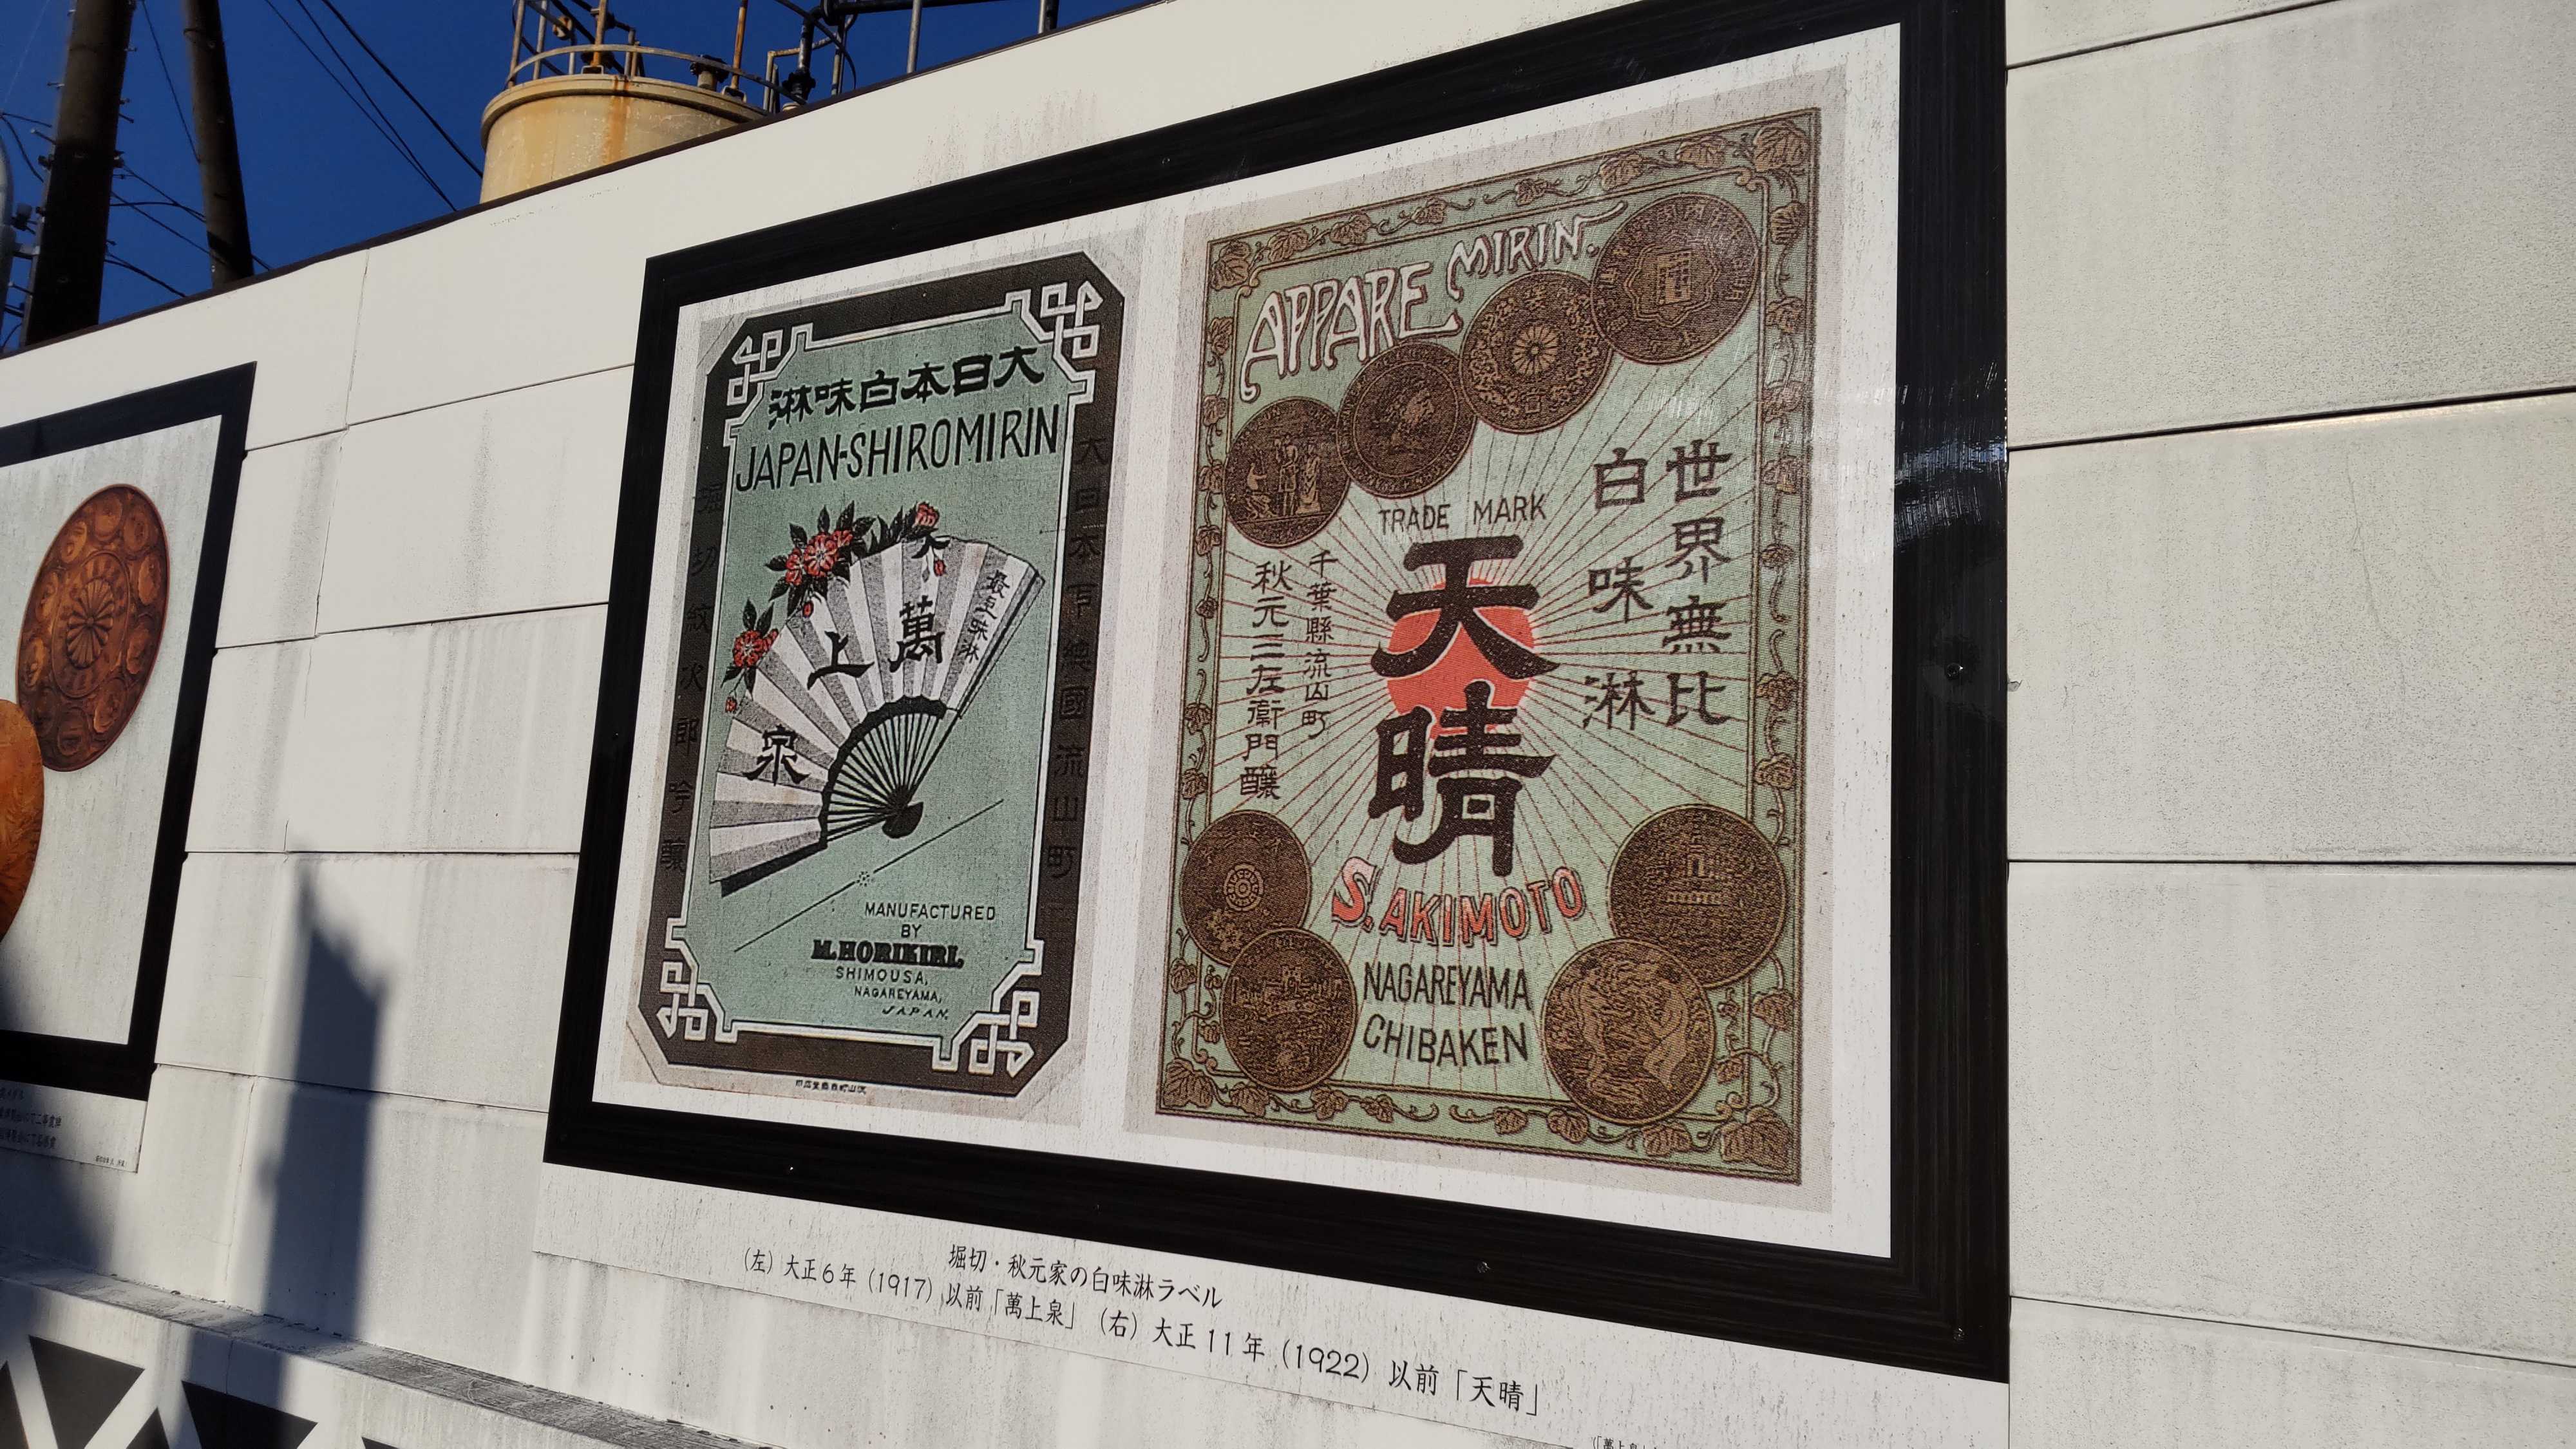 大日本白味淋
JAPAN-SHIROMIRIN
大日本下總國流山町
堀切紋次郎吟醸
萬
上
泉
MANUFACTURED
BY
M.HORIKIRI.
SHIMOUSA,
NAGAREYAMA,
JAPAN.
APPARE MIRIN.
TRADE MARK
世界無比
白味淋
天晴
千葉縣流山町
秋元三左衛門醸
S. AKIMOTO
NAGAREYAMA
CHIBAKEN
堀切・秋元家の白味淋ラベル
(左) 大正6年 (1917) 以前「萬上泉」 (右) 大正11年 (1922) 以前「天晴」